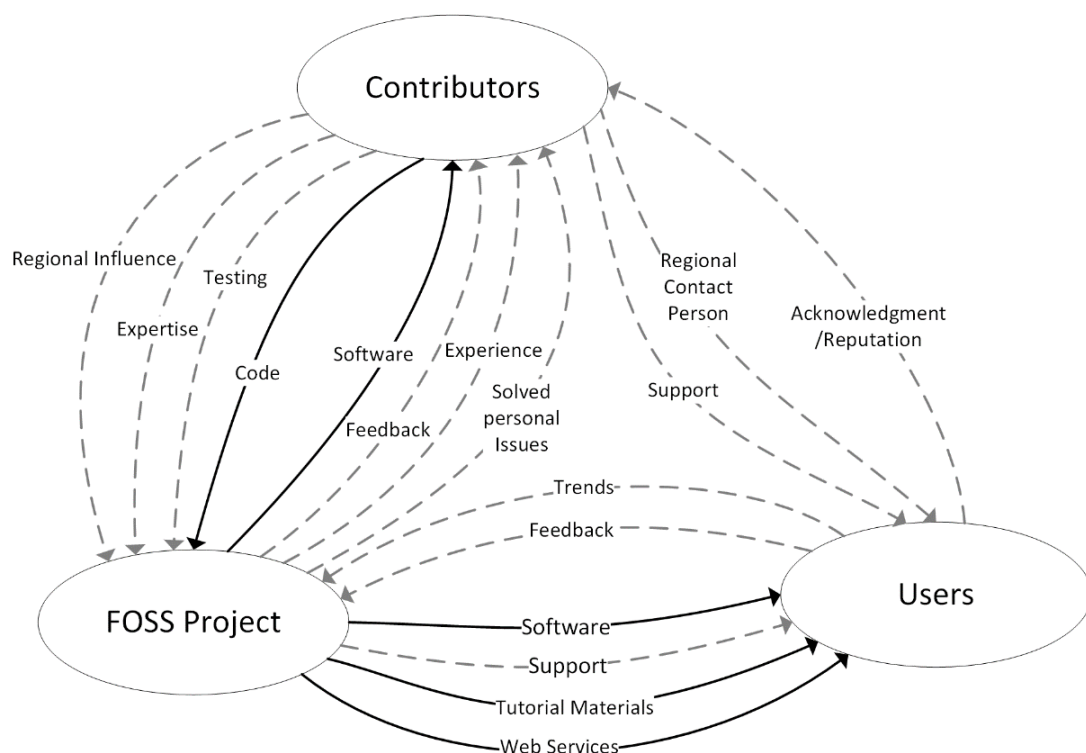 Contributors
Regional Influence
Testing
Expertise
Code
Software
Feedback
Experience
Solved
personal
Issues
Regional
Contact
Person
Support
Acknowledgment
/Reputation
Trends
Feedback
FOSS Project
Users
Software
Support
Tutorial Materials
Web Services